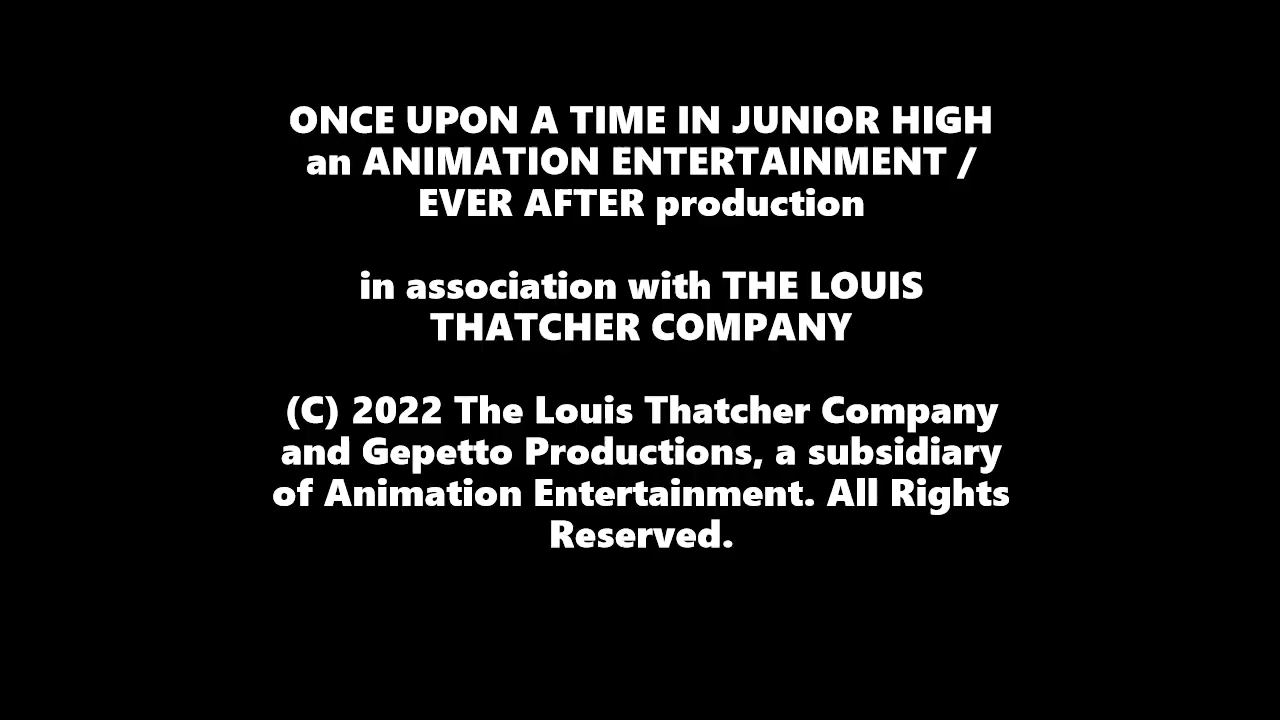 ONCE UPON A TIME IN JUNIOR HIGH
an ANIMATION ENTERTAINMENT /
EVER AFTER production
in association with THE LOUIS
THATCHER COMPANY
(C) 2022 The Louis Thatcher Company
and Gepetto Productions, a subsidiary
of Animation Entertainment. All Rights
Reserved.